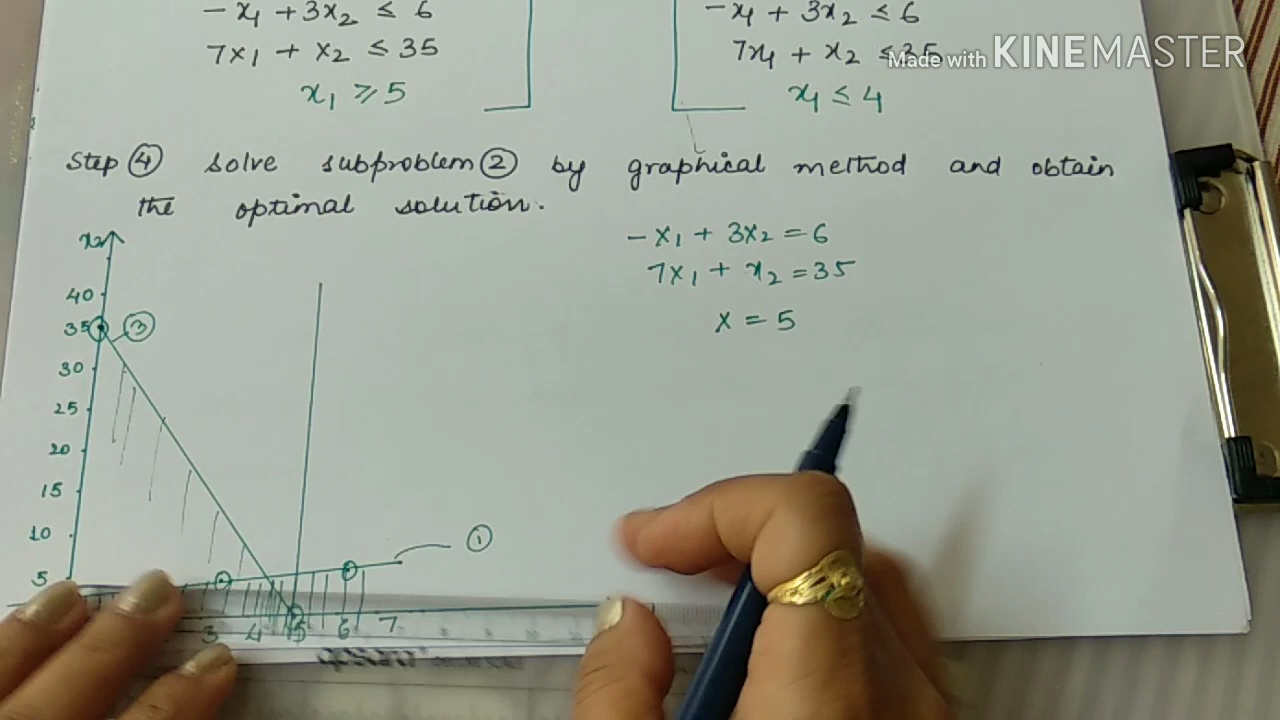 - x₁ + 3x₂ ≤ 6
7x₁ + x₂ ≤ 35
x₁ ≥ 5
- x₁ + 3x₂ ≤ 6
7x₁ + x₂ ≤ 35
x₁ ≤ 4
Made with KINEMASTER
Step ④ solve subproblem ② by graphical method and obtain
the optimal solution.
- x₁ + 3x₂ = 6
7x₁ + x₂ = 35
x = 5
x₂
40
35
③
30
25
20
15
10
①
5
3 4 5 6 7